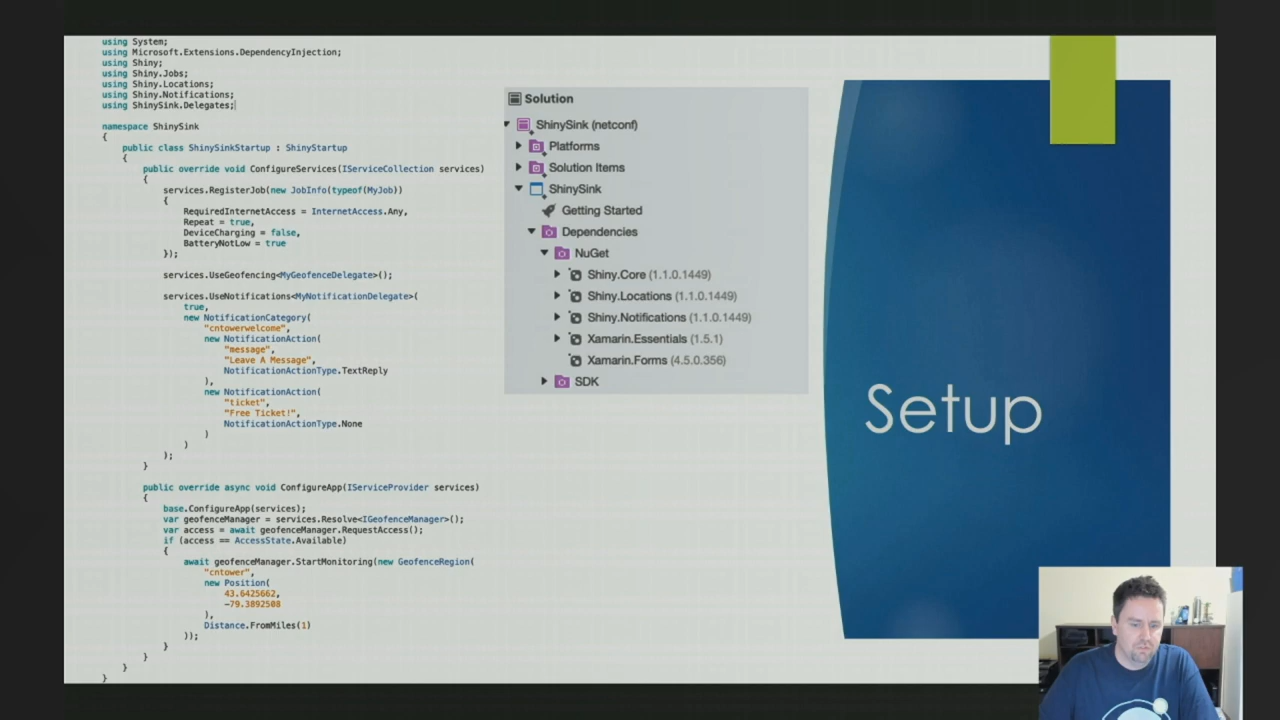 using System;
using Microsoft.Extensions.DependencyInjection;
using Shiny;
using Shiny.Jobs;
using Shiny.Locations;
using Shiny.Notifications;
using ShinySink.Delegates;
namespace ShinySink
{
public class ShinySinkStartup : ShinyStartup
{
public override void ConfigureServices(IServiceCollection services)
{
services.RegisterJob(new JobInfo(typeof(MyJob))
{
RequiredInternetAccess = InternetAccess.Any,
Repeat = true,
DeviceCharging = false,
BatteryNotLow = true
});
services.UseGeofencing<MyGeofenceDelegate>();
services.UseNotifications<MyNotificationDelegate>(
true,
new NotificationCategory(
"cntowerwelcome",
new NotificationAction(
"message",
"Leave A Message",
NotificationActionType.TextReply
),
new NotificationAction(
"ticket",
"Free Ticket!",
NotificationActionType.None
)
)
);
}
public override async void ConfigureApp(IServiceProvider services)
{
base.ConfigureApp(services);
var geofenceManager = services.Resolve<IGeofenceManager>();
var access = await geofenceManager.RequestAccess();
if (access == AccessState.Available)
{
await geofenceManager.StartMonitoring(new GeofenceRegion(
"cntower",
new Position(
43.6425662,
-79.3892508
),
Distance.FromMiles(1)
));
}
}
}
}
Solution
ShinySink (netconf)
Platforms
Solution Items
ShinySink
Getting Started
Dependencies
NuGet
Shiny.Core (1.1.0.1449)
Shiny.Locations (1.1.0.1449)
Shiny.Notifications (1.1.0.1449)
Xamarin.Essentials (1.5.1)
Xamarin.Forms (4.5.0.356)
SDK
Setup